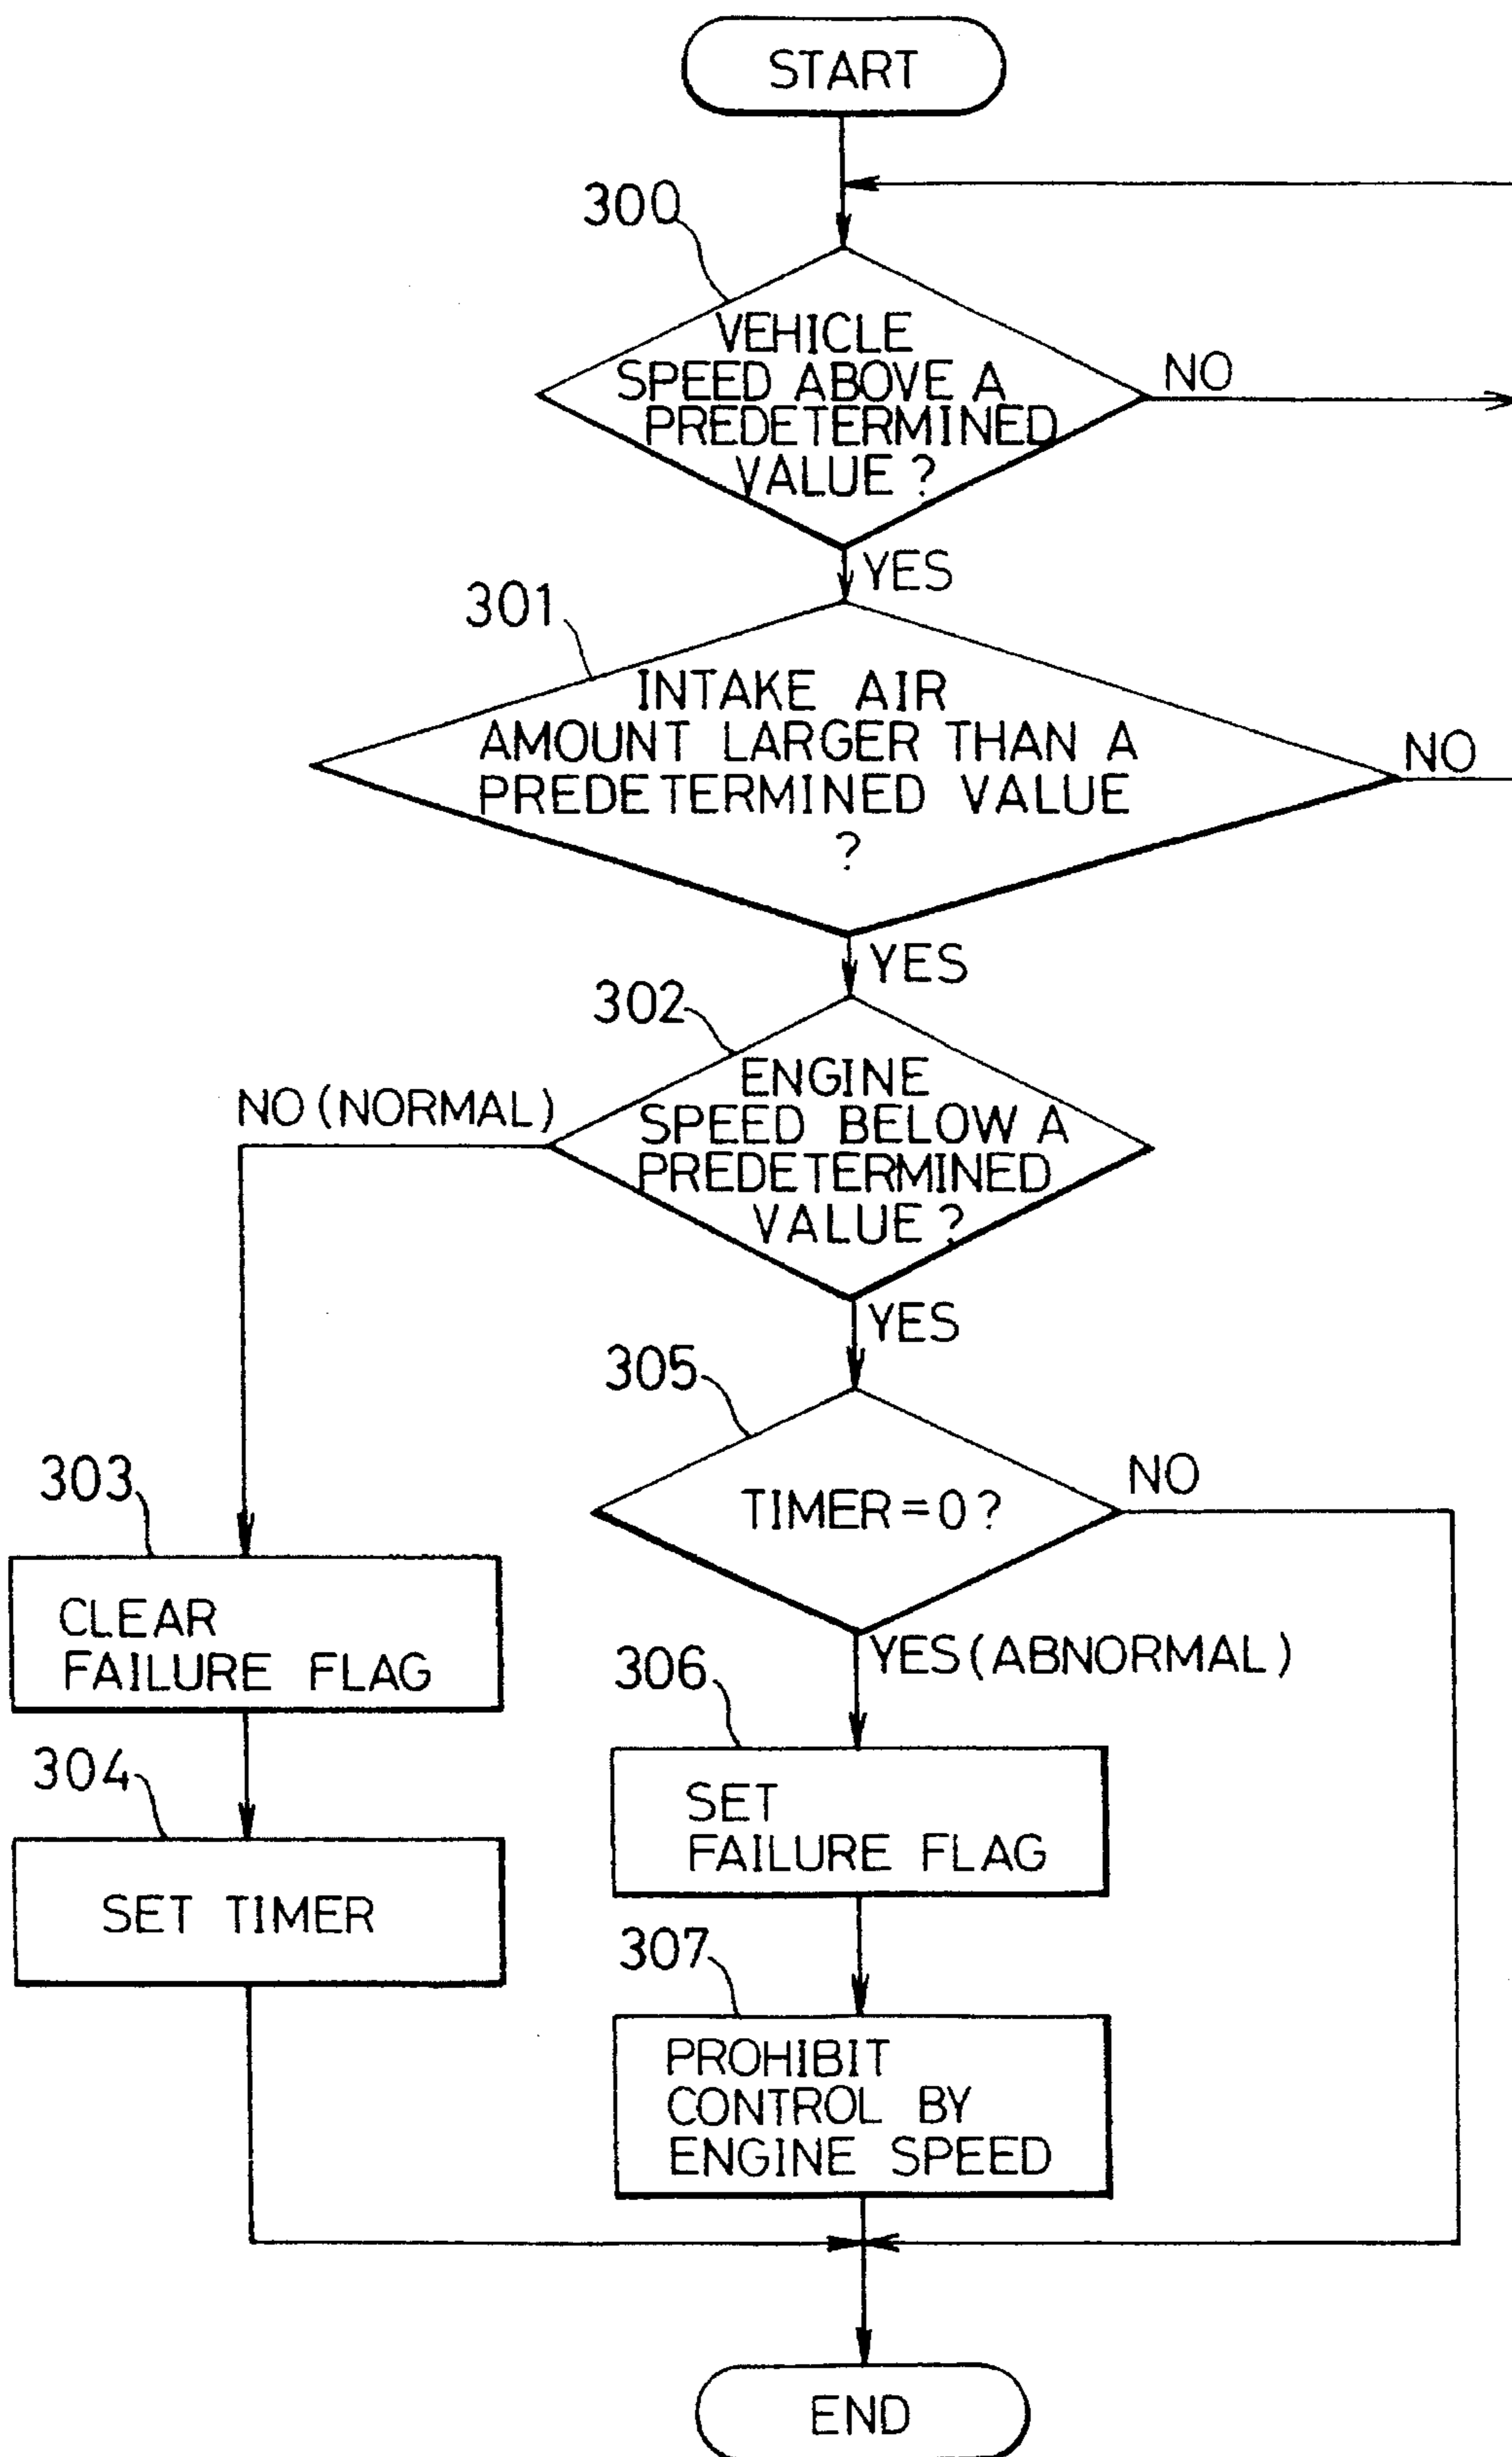 START
300
VEHICLE
SPEED ABOVE A
PREDETERMINED
VALUE?
NO
YES
301
INTAKE AIR
AMOUNT LARGER THAN A
PREDETERMINED VALUE
?
NO
YES
302
ENGINE
SPEED BELOW A
PREDETERMINED
VALUE?
NO (NORMAL)
YES
305
TIMER=0?
NO
YES (ABNORMAL)
303
CLEAR
FAILURE FLAG
304
SET TIMER
306
SET
FAILURE FLAG
307
PROHIBIT
CONTROL BY
ENGINE SPEED
END